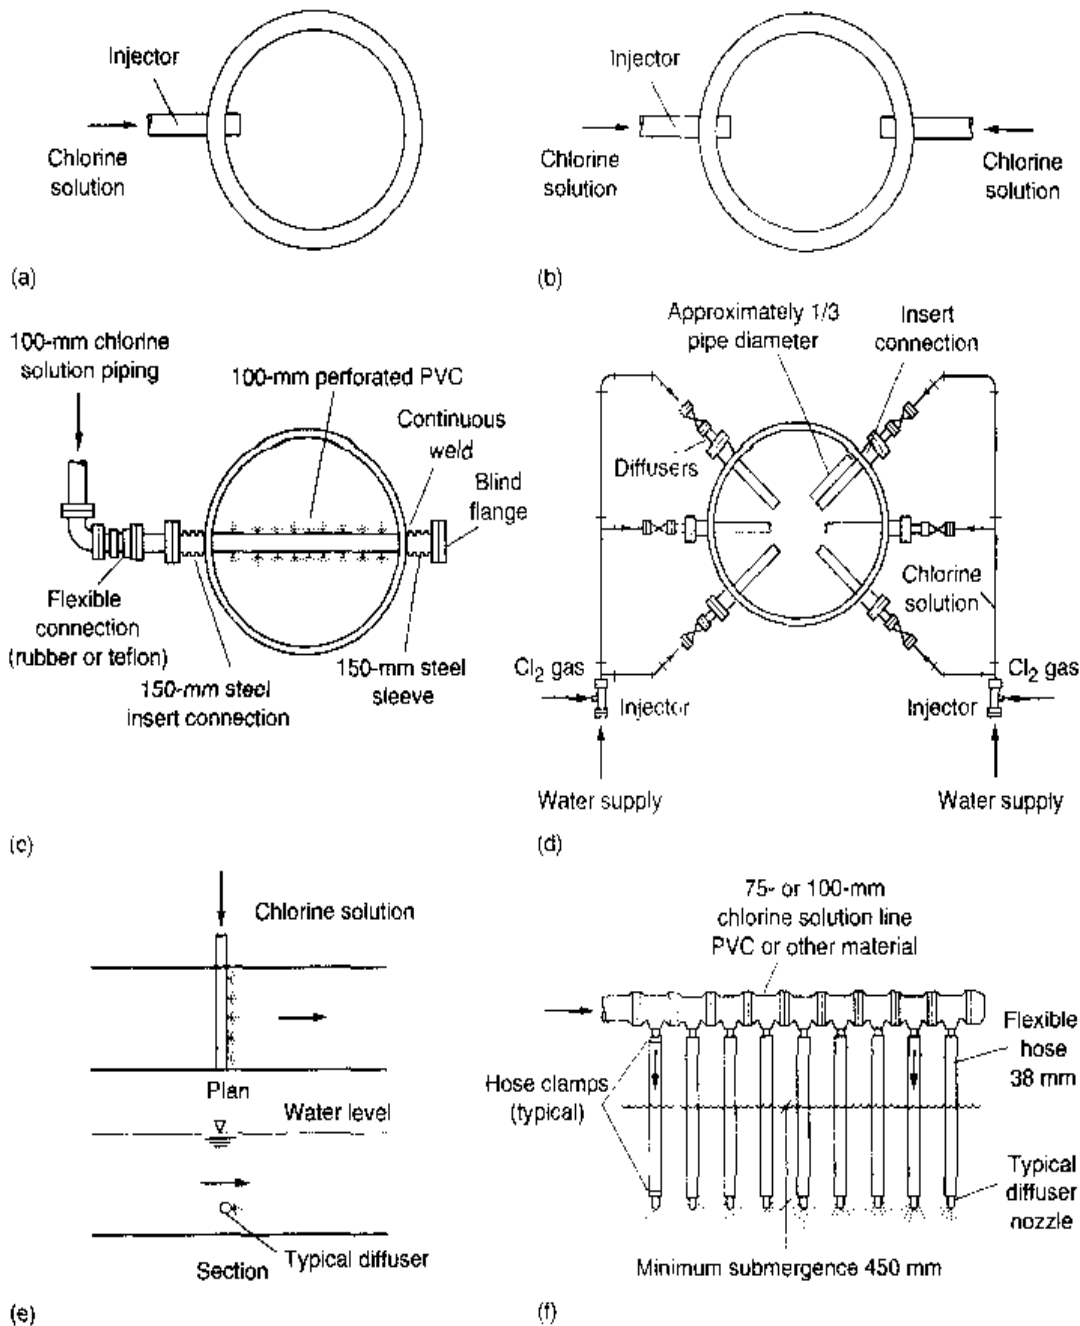 Injector
Chlorine
solution
(a)
Injector
Chlorine
solution
Chlorine
solution
(b)
100-mm chlorine
solution piping
100-mm perforated PVC
Continuous
weld
Blind
flange
Flexible
connection
(rubber or teflon)
150-mm steel
insert connection
150-mm steel
sleeve
(c)
Approximately 1/3
pipe diameter
Insert
connection
Diffusers
Chlorine
solution
Cl2 gas
Injector
Water supply
Cl2 gas
Injector
Water supply
(d)
Chlorine solution
Plan
Water level
Typical diffuser
Section
(e)
75- or 100-mm
chlorine solution line
PVC or other material
Flexible
hose
38 mm
Hose clamps
(typical)
Typical
diffuser
nozzle
Minimum submergence 450 mm
(f)